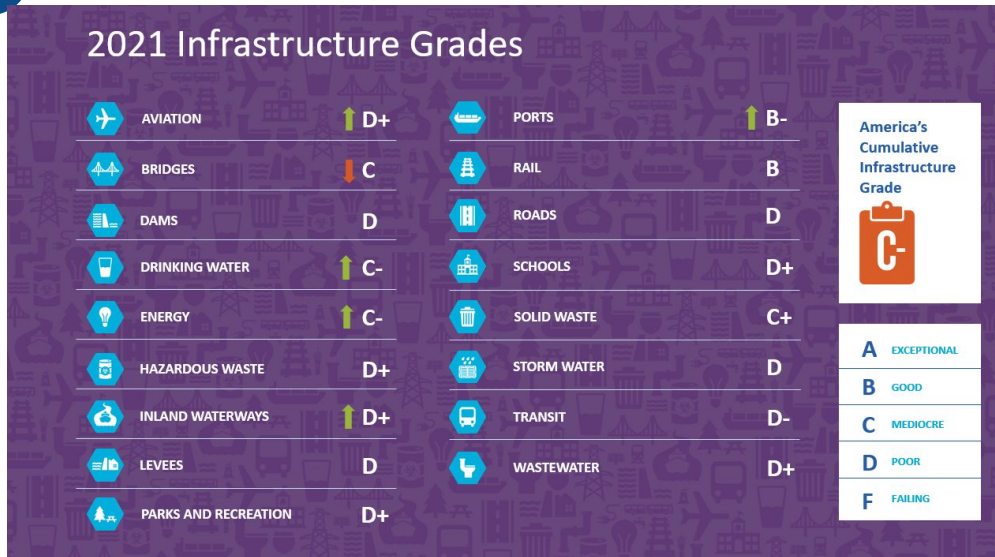 2021 Infrastructure Grades
AVIATION D+
BRIDGES C
DAMS D
DRINKING WATER C-
ENERGY C-
HAZARDOUS WASTE D+
INLAND WATERWAYS D+
LEVEES D
PARKS AND RECREATION D+
PORTS B-
RAIL B
ROADS D
SCHOOLS D+
SOLID WASTE C+
STORM WATER D
TRANSIT D-
WASTEWATER D+
America's
Cumulative
Infrastructure
Grade
C-
A EXCEPTIONAL
B GOOD
C MEDIOCRE
D POOR
F FAILING